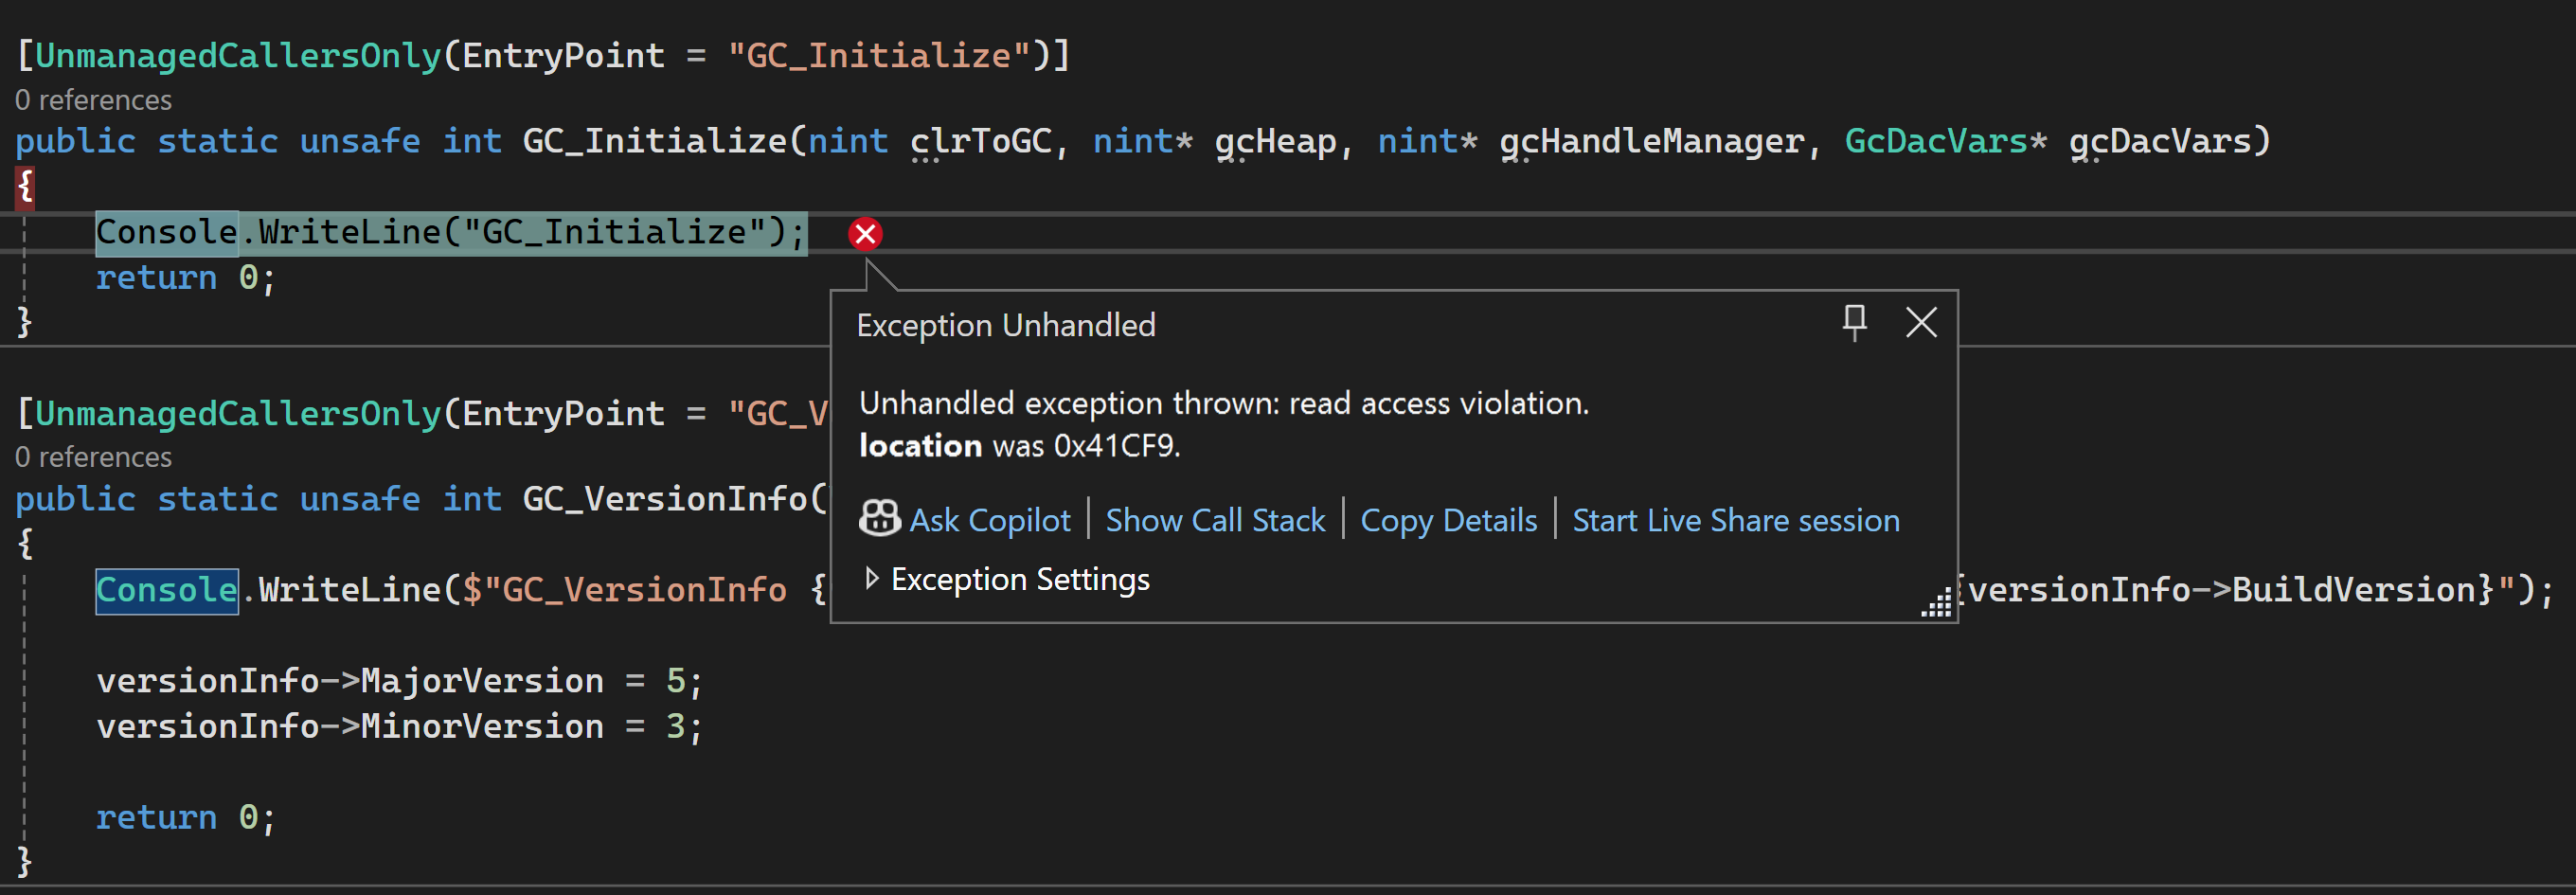 [UnmanagedCallersOnly(EntryPoint = "GC_Initialize")]
0 references
public static unsafe int GC_Initialize(nint clrToGC, nint* gcHeap, nint* gcHandleManager, GcDacVars* gcDacVars)
{
Console.WriteLine("GC_Initialize");
return 0;
}
Exception Unhandled
Unhandled exception thrown: read access violation.
location was 0x41CF9.
Ask Copilot | Show Call Stack | Copy Details | Start Live Share session
Exception Settings
[UnmanagedCallersOnly(EntryPoint = "GC_V
0 references
public static unsafe int GC_VersionInfo(
{
Console.WriteLine($"GC_VersionInfo { {versionInfo->BuildVersion}");
versionInfo->MajorVersion = 5;
versionInfo->MinorVersion = 3;
return 0;
}